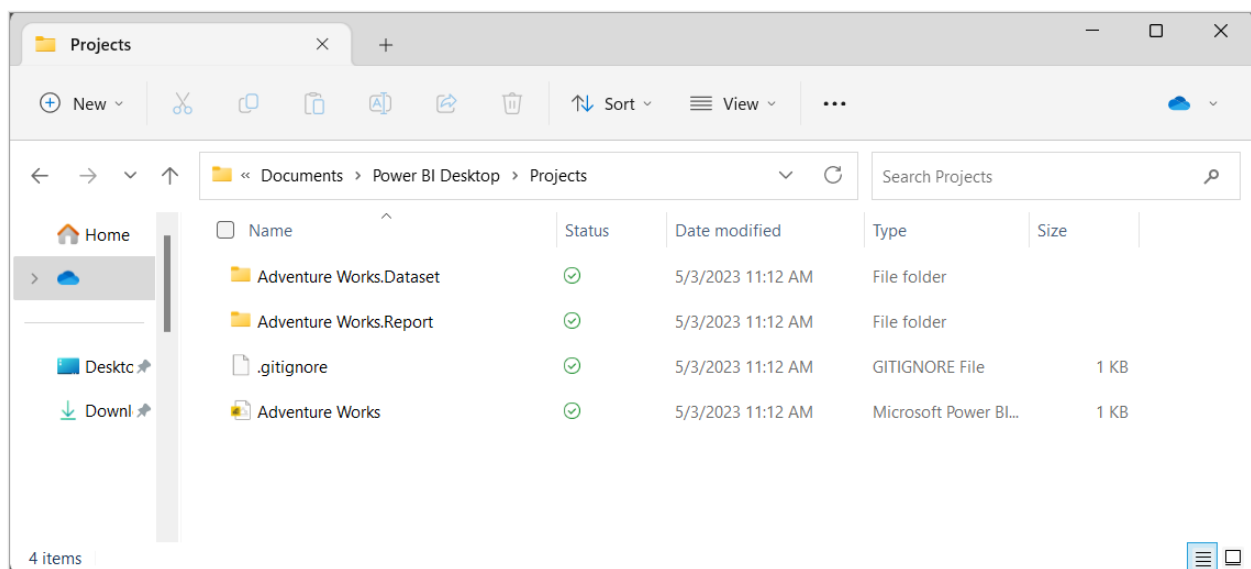 Projects
New Sort View
« Documents > Power BI Desktop > Projects Search Projects
Home
Name Status Date modified Type Size
Adventure Works.Dataset 5/3/2023 11:12 AM File folder
Adventure Works.Report 5/3/2023 11:12 AM File folder
Desktc
.gitignore 5/3/2023 11:12 AM GITIGNORE File 1 KB
Downl
Adventure Works 5/3/2023 11:12 AM Microsoft Power BI... 1 KB
4 items